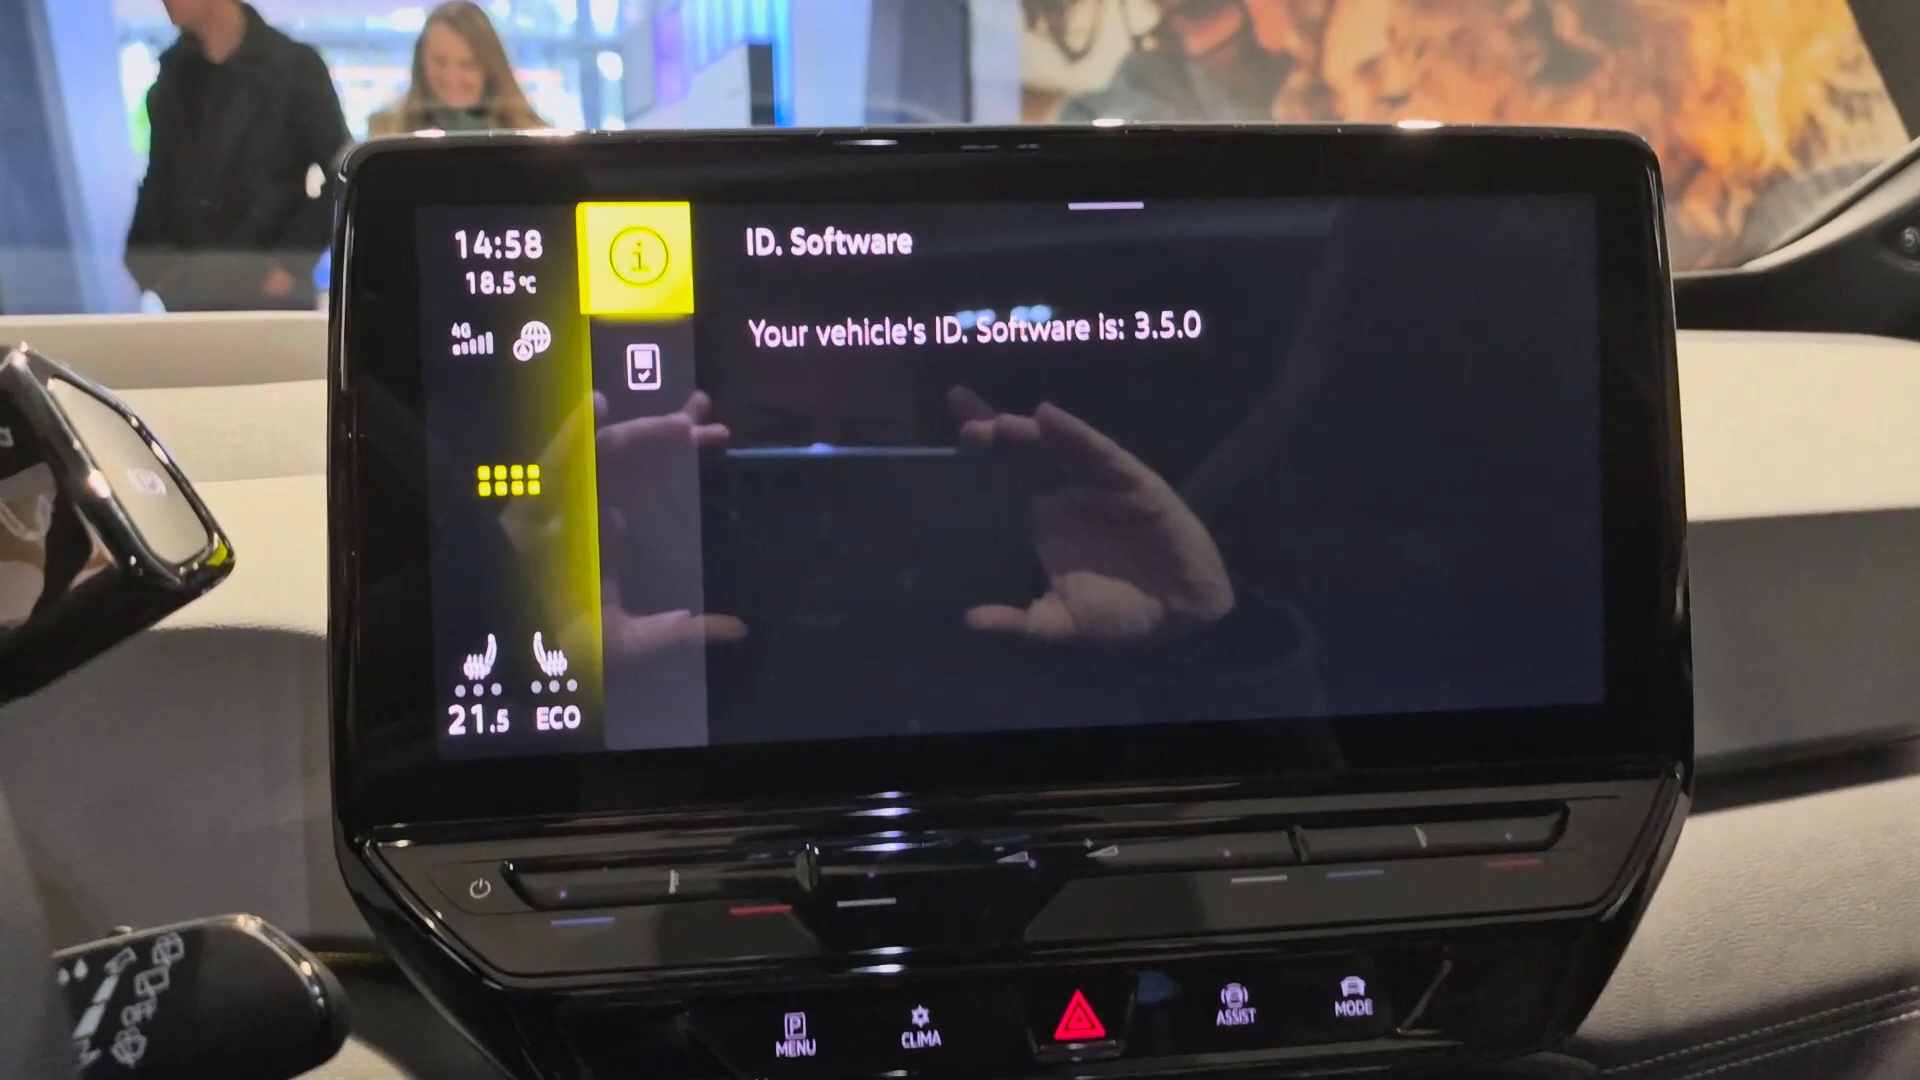 14:58
18.5°C
4G
ID. Software
Your vehicle's ID. Software is: 3.5.0
21.5 ECO
P
MENU
CLIMA
ASSIST
MODE